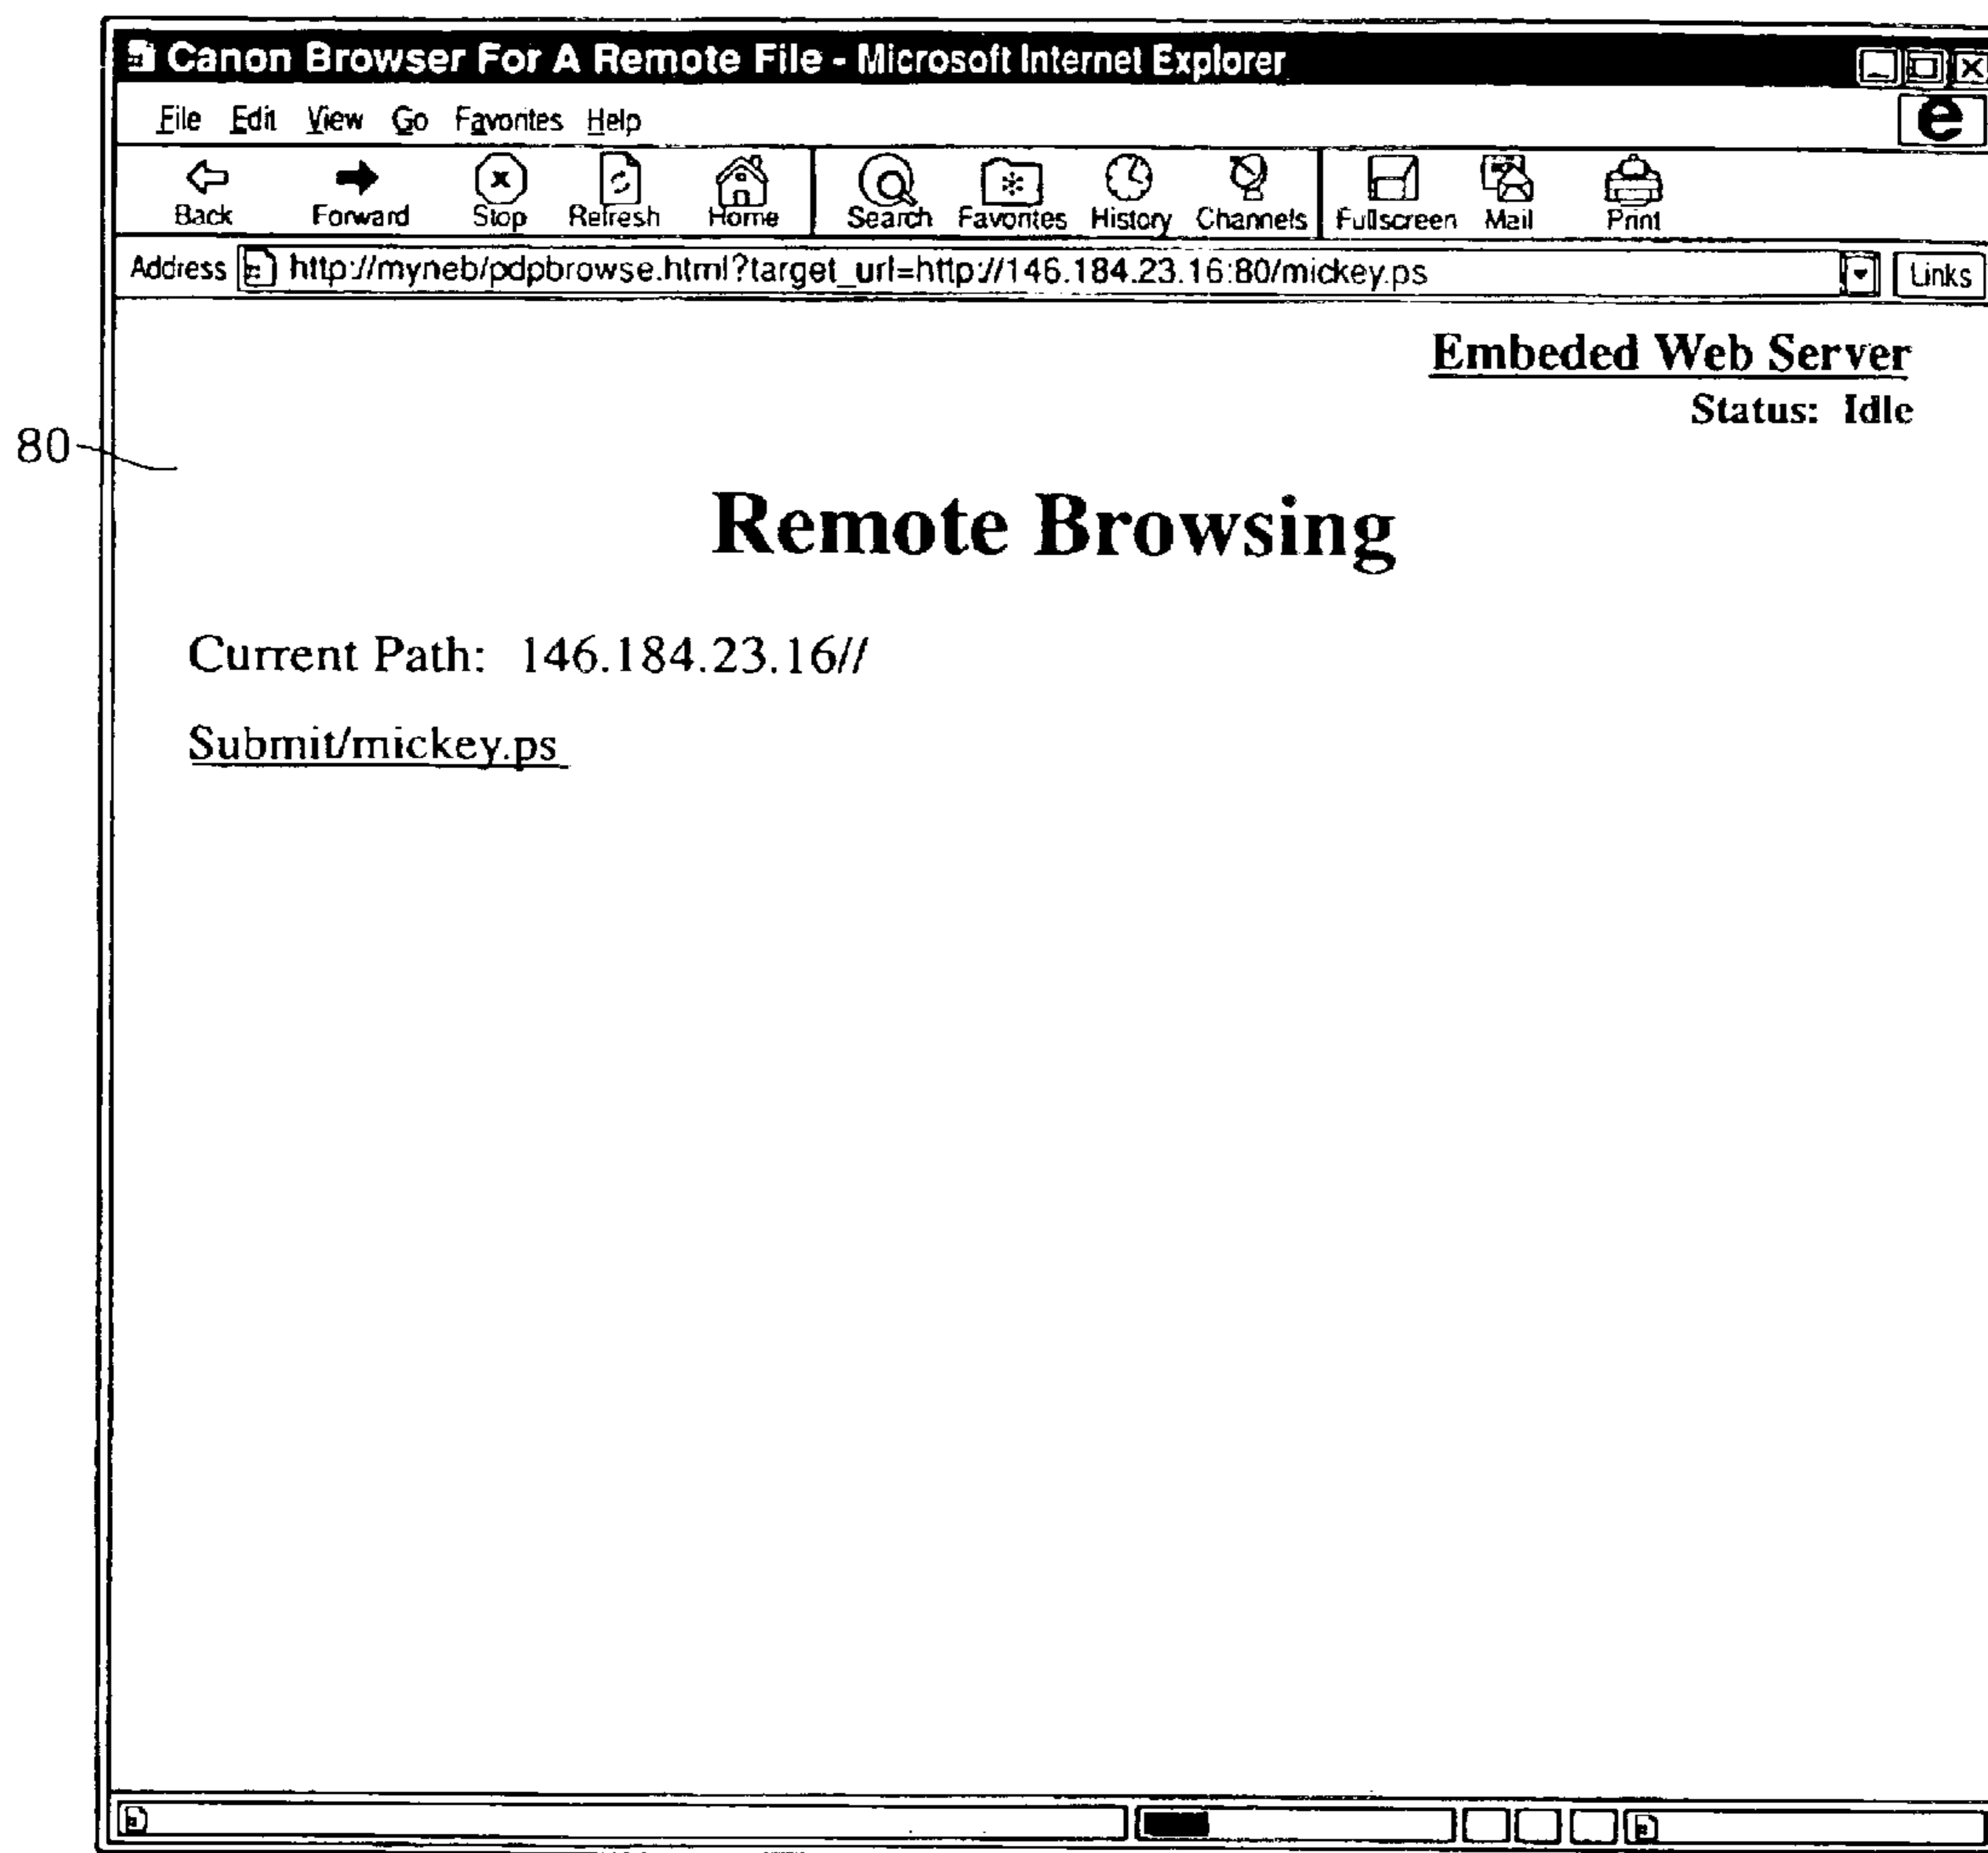 Canon Browser For A Remote File - Microsoft Internet Explorer
File Edit View Go Favorites Help
e
Back Forward Stop Refresh Home Search Favorites History Channels Fullscreen Mail Print
Address http://myneb/pdpbrowse.html?target_url=http://146.184.23.16:80/mickey.ps Links
Embeded Web Server
Status: Idle
80
Remote Browsing
Current Path: 146.184.23.16//
Submit/mickey.ps